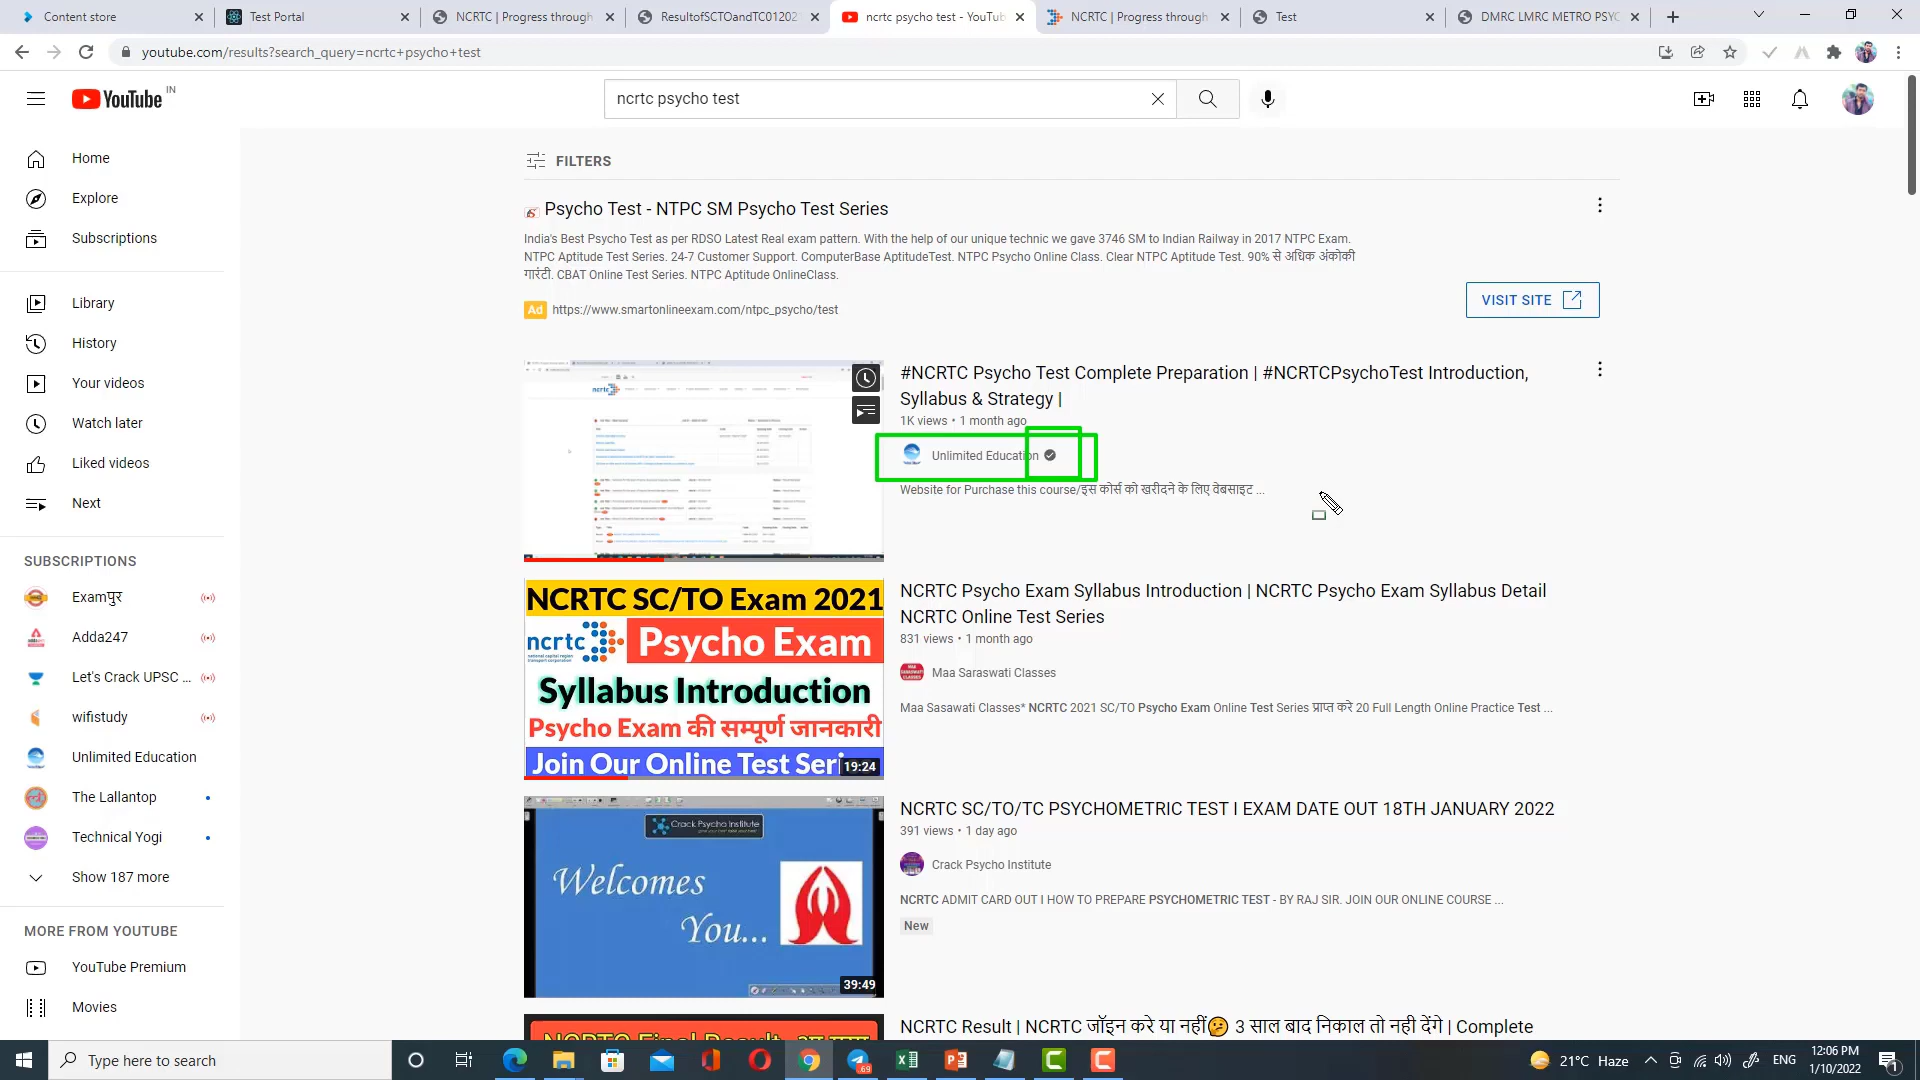 Content store
Test Portal
NCRTC | Progress through
ResultofSCTOandTC01202
ncrtc psycho test - YouTub
NCRTC | Progress through
Test
DMRC LMRC METRO PSYC
youtube.com/results?search_query=ncrtc+psycho+test
YouTube IN
ncrtc psycho test
Home
Explore
Subscriptions
Library
History
Your videos
Watch later
Liked videos
Next
SUBSCRIPTIONS
Examपुर
Adda247
Let's Crack UPSC ...
wifistudy
Unlimited Education
The Lallantop
Technical Yogi
Show 187 more
MORE FROM YOUTUBE
YouTube Premium
Movies
FILTERS
Psycho Test - NTPC SM Psycho Test Series
India's Best Psycho Test as per RDSO Latest Real exam pattern. With the help of our unique technic we gave 3746 SM to Indian Railway in 2017 NTPC Exam.
NTPC Aptitude Test Series. 24-7 Customer Support. ComputerBase AptitudeTest. NTPC Psycho Online Class. Clear NTPC Aptitude Test. 90% से अधिक अंकोकी
गारंटी. CBAT Online Test Series. NTPC Aptitude OnlineClass.
Ad https://www.smartonlineexam.com/ntpc_psycho/test
VISIT SITE
ncrtc
#NCRTC Psycho Test Complete Preparation | #NCRTCPsychoTest Introduction,
Syllabus & Strategy |
1K views • 1 month ago
Unlimited Education
Website for Purchase this course/इस कोर्स को खरीदने के लिए वेबसाइट ...
NCRTC SC/TO Exam 2021
ncrtc Psycho Exam
Syllabus Introduction
Psycho Exam की सम्पूर्ण जानकारी
Join Our Online Test Seri
19:24
NCRTC Psycho Exam Syllabus Introduction | NCRTC Psycho Exam Syllabus Detail
NCRTC Online Test Series
831 views • 1 month ago
MAA SARASWATI CLASSES
Maa Saraswati Classes
Maa Sasawati Classes* NCRTC 2021 SC/TO Psycho Exam Online Test Series प्राप्त करे 20 Full Length Online Practice Test ...
Crack Psycho Institute
Welcomes
You...
39:49
NCRTC SC/TO/TC PSYCHOMETRIC TEST I EXAM DATE OUT 18TH JANUARY 2022
391 views • 1 day ago
Crack Psycho Institute
NCRTC ADMIT CARD OUT I HOW TO PREPARE PSYCHOMETRIC TEST - BY RAJ SIR. JOIN OUR ONLINE COURSE ...
New
NCRTC Result | NCRTC जॉइन करे या नहीं🤔 3 साल बाद निकाल तो नही देंगे | Complete
Type here to search
69
21°C Haze
ENG
12:06 PM
1/10/2022
1